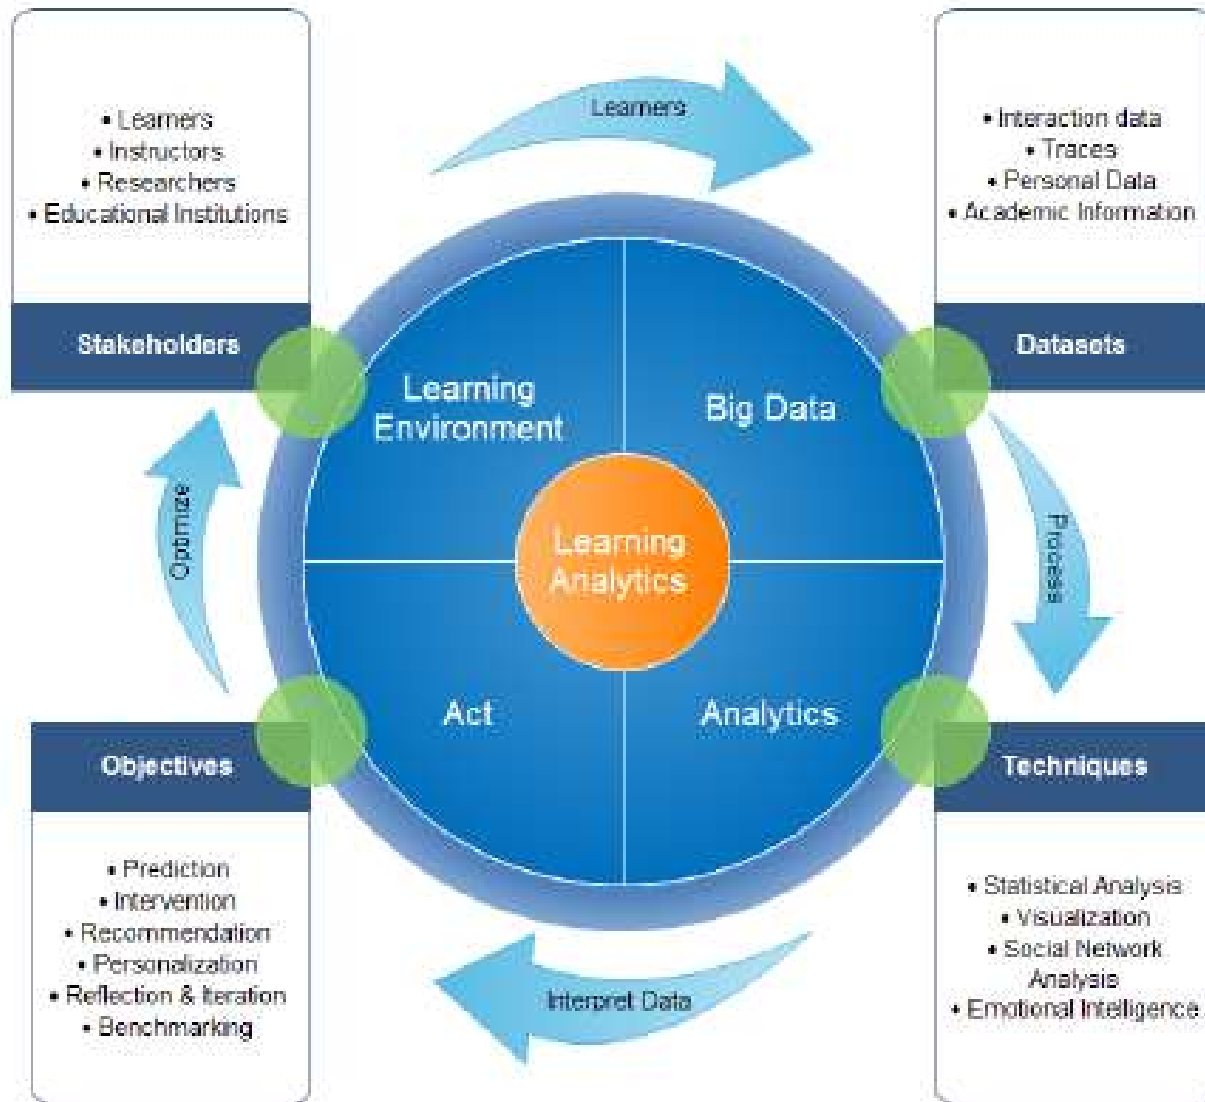 • Learners
• Instructors
• Researchers
• Educational Institutions
Stakeholders
Learners
• Interaction data
• Traces
• Personal Data
• Academic Information
Datasets
Learning
Environment
Big Data
Learning
Analytics
Act
Analytics
Optimize
Process
Objectives
• Prediction
• Intervention
• Recommendation
• Personalization
• Reflection & Iteration
• Benchmarking
Interpret Data
Techniques
• Statistical Analysis
• Visualization
• Social Network
Analysis
• Emotional Intelligence